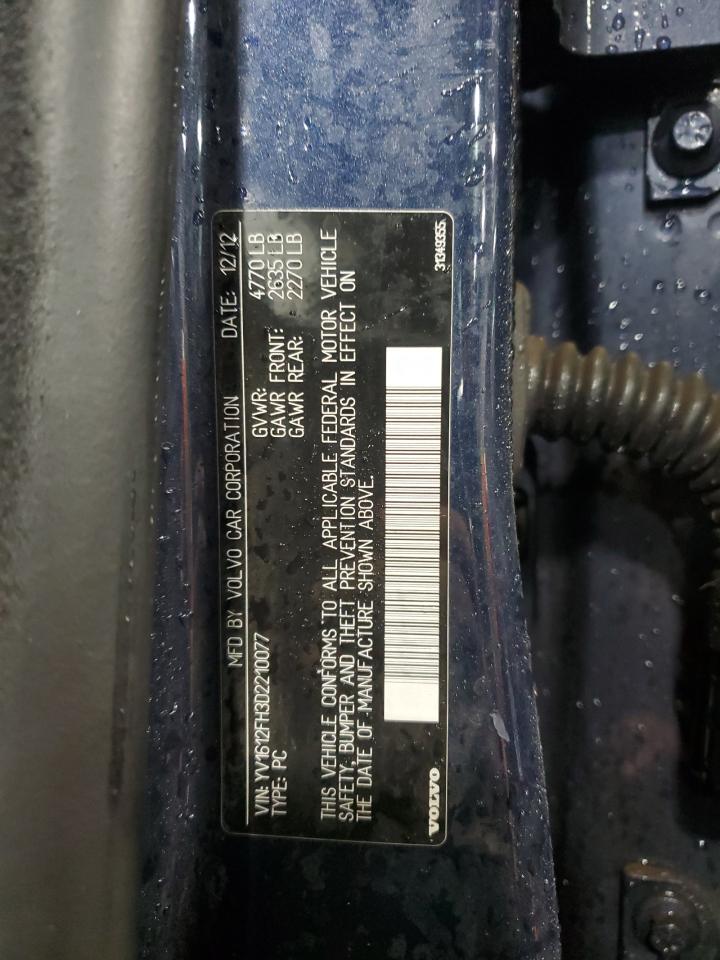 MFD BY VOLVO CAR CORPORATION DATE: 12/12
VIN: YV1612FH3D2210077 GVWR: 4770 LB
TYPE: PC GAWR FRONT: 2635 LB
GAWR REAR: 2270 LB
THIS VEHICLE CONFORMS TO ALL APPLICABLE FEDERAL MOTOR VEHICLE
SAFETY, BUMPER AND THEFT PREVENTION STANDARDS IN EFFECT ON
THE DATE OF MANUFACTURE SHOWN ABOVE.
VOLVO 31349355